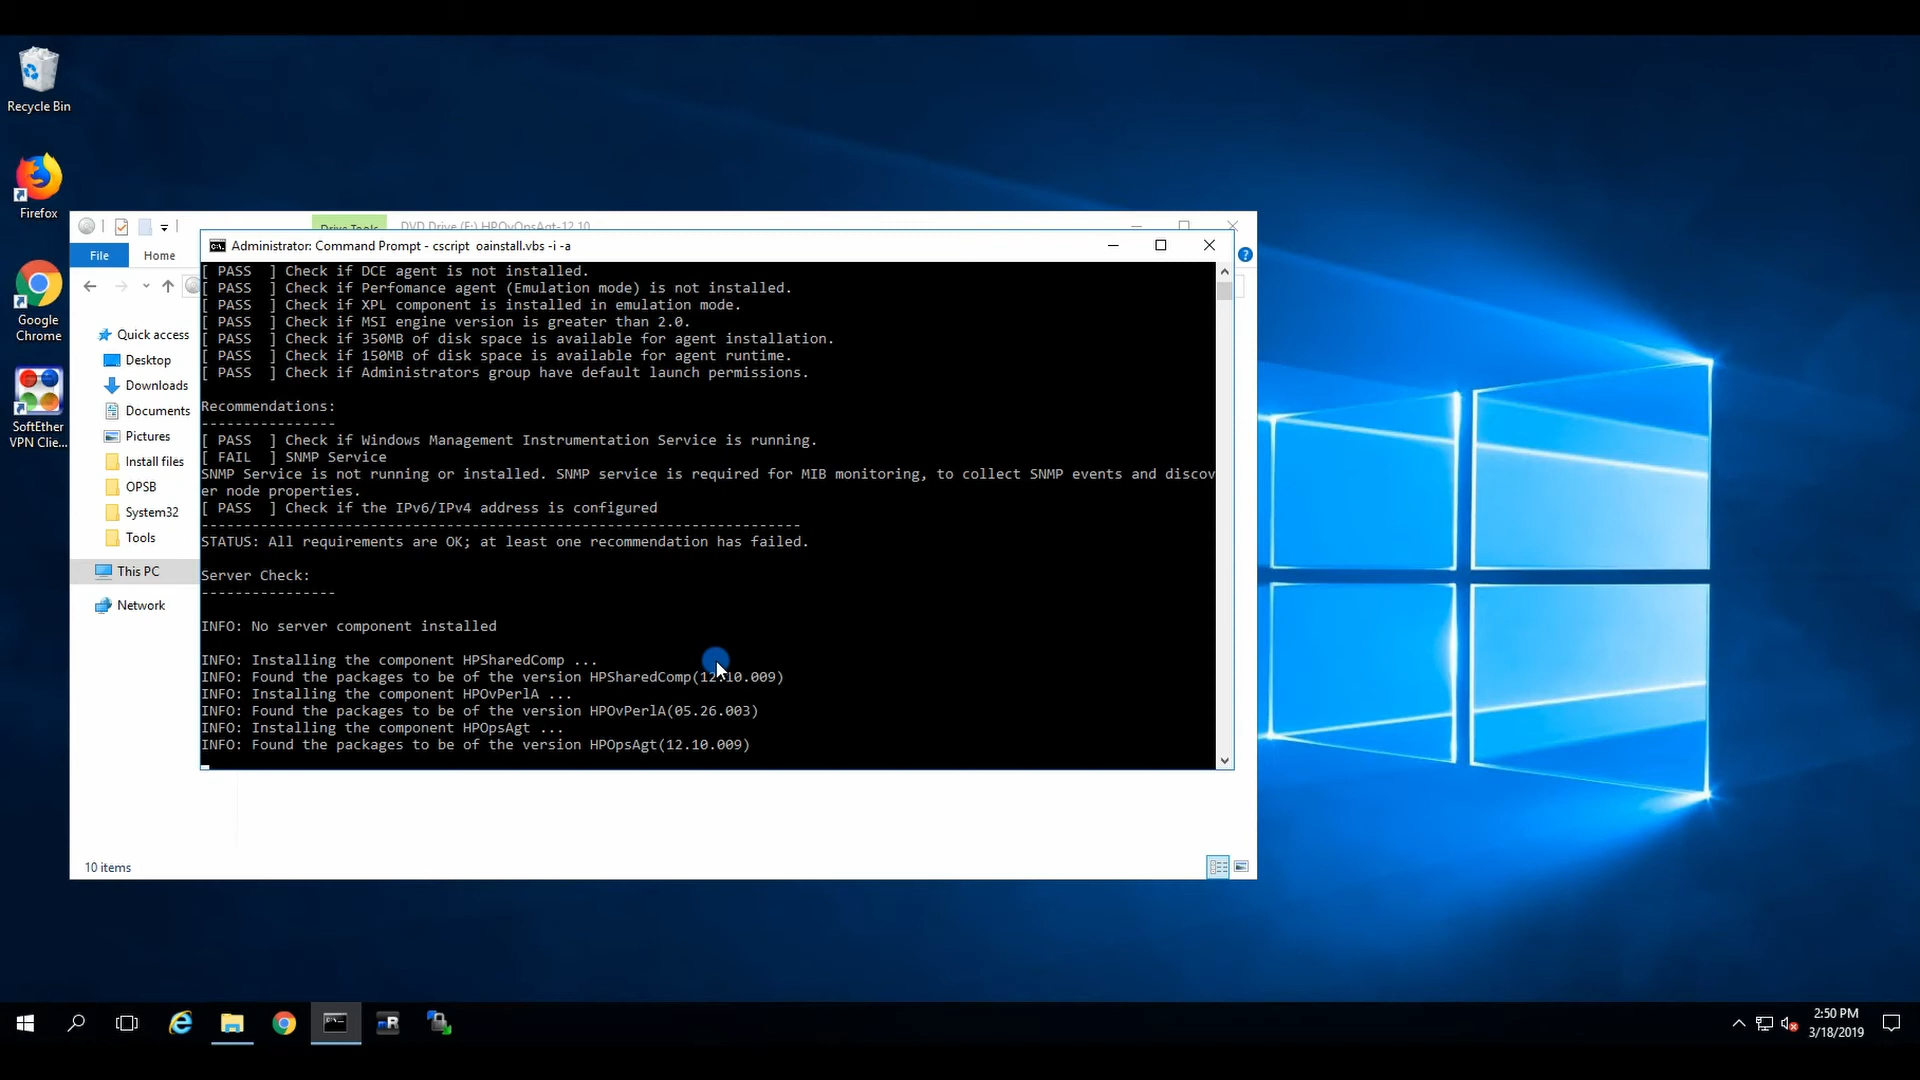 Recycle Bin
Firefox
Google
Chrome
SoftEther
VPN Clie...
Drive Tools
DVD Drive (F:) HPOvOpsAgt-12.10
File
Home
Quick access
Desktop
Downloads
Documents
Pictures
Install files
OPSB
System32
Tools
This PC
Network
10 items
Administrator: Command Prompt - cscript  oainstall.vbs -i -a
[ PASS  ] Check if DCE agent is not installed.
[ PASS  ] Check if Perfomance agent (Emulation mode) is not installed.
[ PASS  ] Check if XPL component is installed in emulation mode.
[ PASS  ] Check if MSI engine version is greater than 2.0.
[ PASS  ] Check if 350MB of disk space is available for agent installation.
[ PASS  ] Check if 150MB of disk space is available for agent runtime.
[ PASS  ] Check if Administrators group have default launch permissions.
Recommendations:
----------------
[ PASS  ] Check if Windows Management Instrumentation Service is running.
[ FAIL  ] SNMP Service
SNMP Service is not running or installed. SNMP service is required for MIB monitoring, to collect SNMP events and discov
er node properties.
[ PASS  ] Check if the IPv6/IPv4 address is configured
-----------------------------------------------------------------------
STATUS: All requirements are OK; at least one recommendation has failed.
Server Check:
----------------
INFO: No server component installed
INFO: Installing the component HPSharedComp ...
INFO: Found the packages to be of the version HPSharedComp(12.10.009)
INFO: Installing the component HPOvPerlA ...
INFO: Found the packages to be of the version HPOvPerlA(05.26.003)
INFO: Installing the component HPOpsAgt ...
INFO: Found the packages to be of the version HPOpsAgt(12.10.009)
mR
2:50 PM
3/18/2019